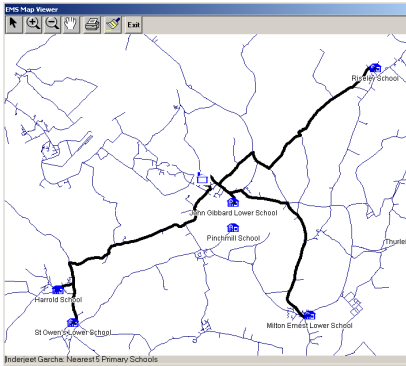 EMS Map Viewer
Exit
Riseley School
John Gibbard Lower School
Pinchmill School
Thurlei
Harrold School
St Owen's Lower School
Milton Ernest Lower School
Inderjeet Garcha: Nearest 5 Primary Schools